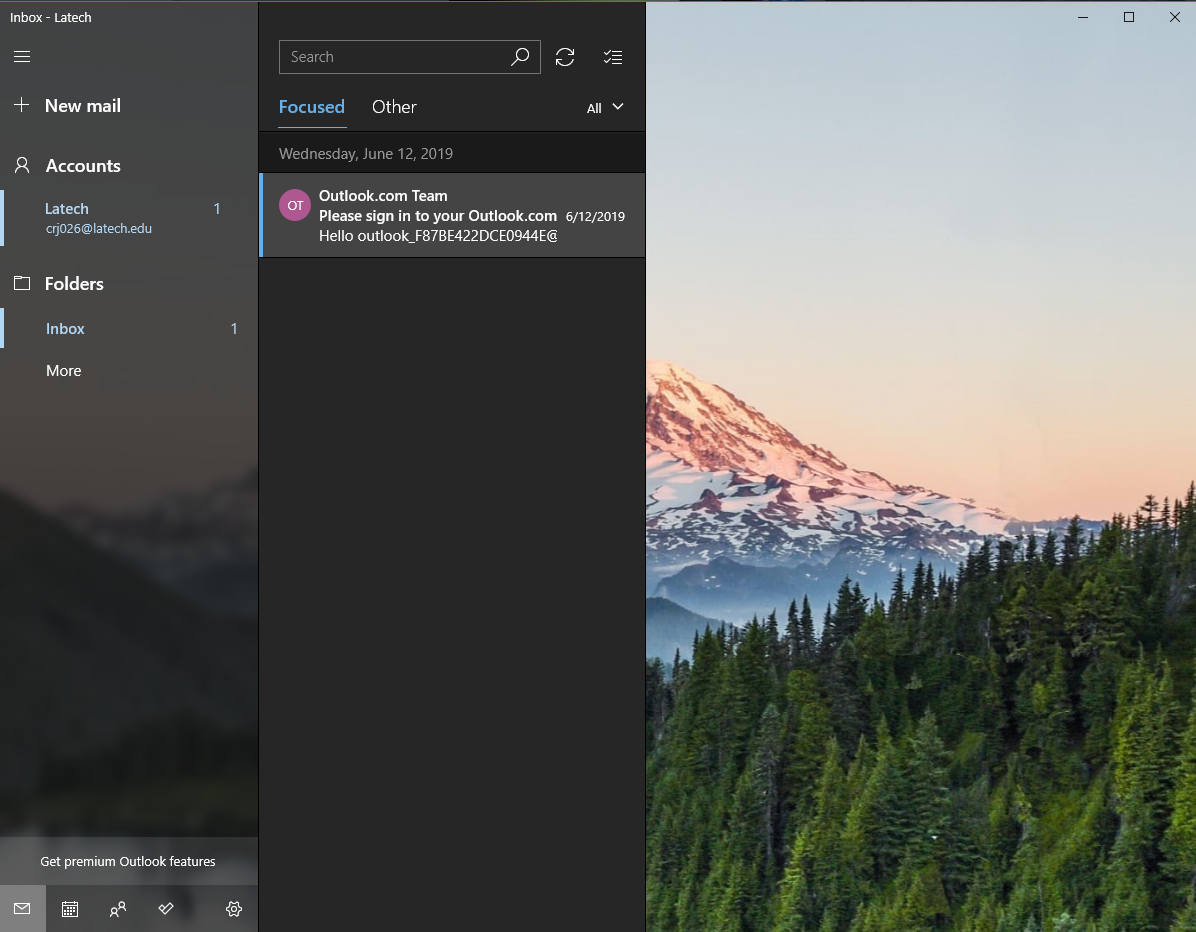 Inbox - Latech
New mail
Accounts
Latech 1
crj026@latech.edu
Folders
Inbox 1
More
Get premium Outlook features
Search
Focused Other All
Wednesday, June 12, 2019
OT
Outlook.com Team
Please sign in to your Outlook.com 6/12/2019
Hello outlook_F87BE422DCE0944E@